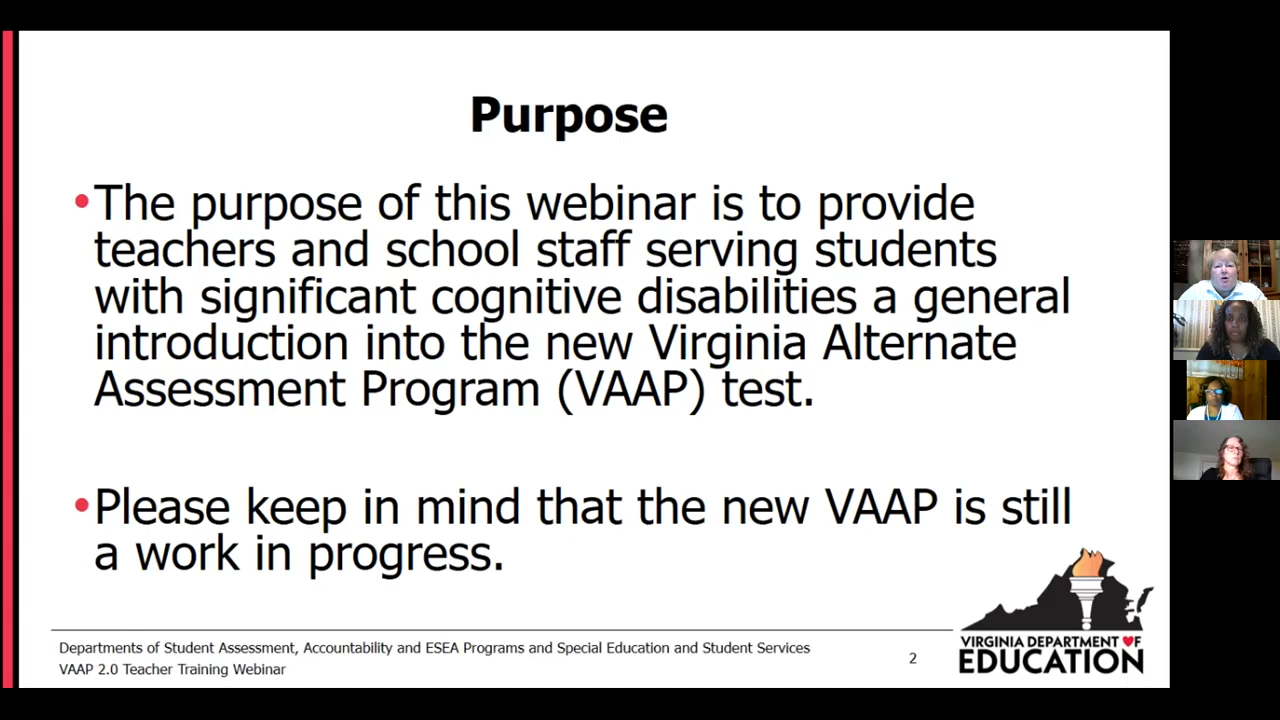 Purpose
•The purpose of this webinar is to provide
teachers and school staff serving students
with significant cognitive disabilities a general
introduction into the new Virginia Alternate
Assessment Program (VAAP) test.
•Please keep in mind that the new VAAP is still
a work in progress.
Departments of Student Assessment, Accountability and ESEA Programs and Special Education and Student Services
VAAP 2.0 Teacher Training Webinar
2
VIRGINIA DEPARTMENT OF
EDUCATION